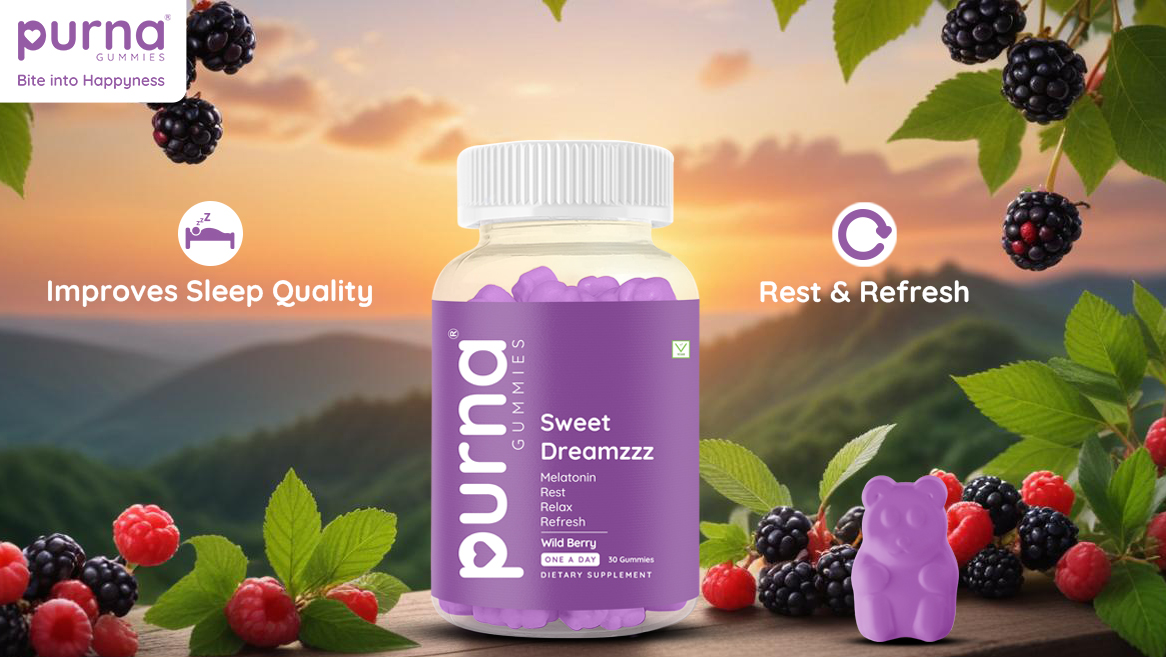 purna®
GUMMIES
Bite into Happyness
zzZ
Improves Sleep Quality
Rest & Refresh
purna®
GUMMIES
Sweet
Dreamzzz
Melatonin
Rest
Relax
Refresh
Wild Berry
ONE A DAY 30 Gummies
DIETARY SUPPLEMENT